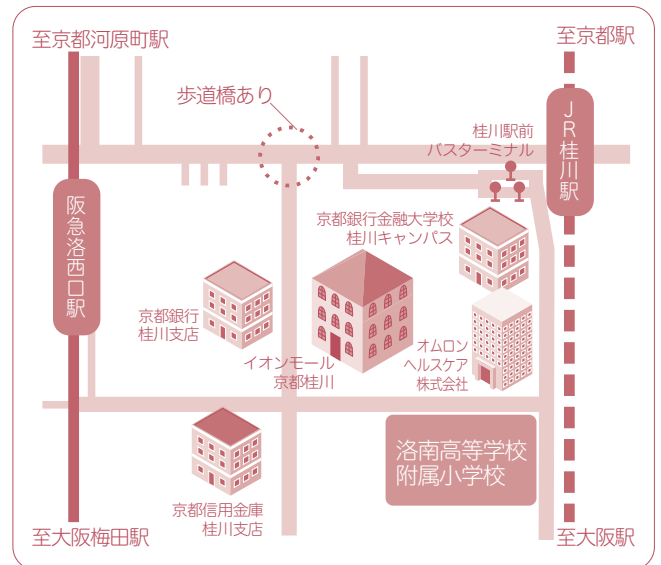 至京都河原町駅
至京都駅
歩道橋あり
桂川駅前
バスターミナル
JR桂川駅
阪急洛西口駅
京都銀行金融大学校
桂川キャンパス
京都銀行
桂川支店
イオンモール
京都桂川
オムロン
ヘルスケア
株式会社
洛南高等学校
附属小学校
京都信用金庫
桂川支店
至大阪梅田駅
至大阪駅